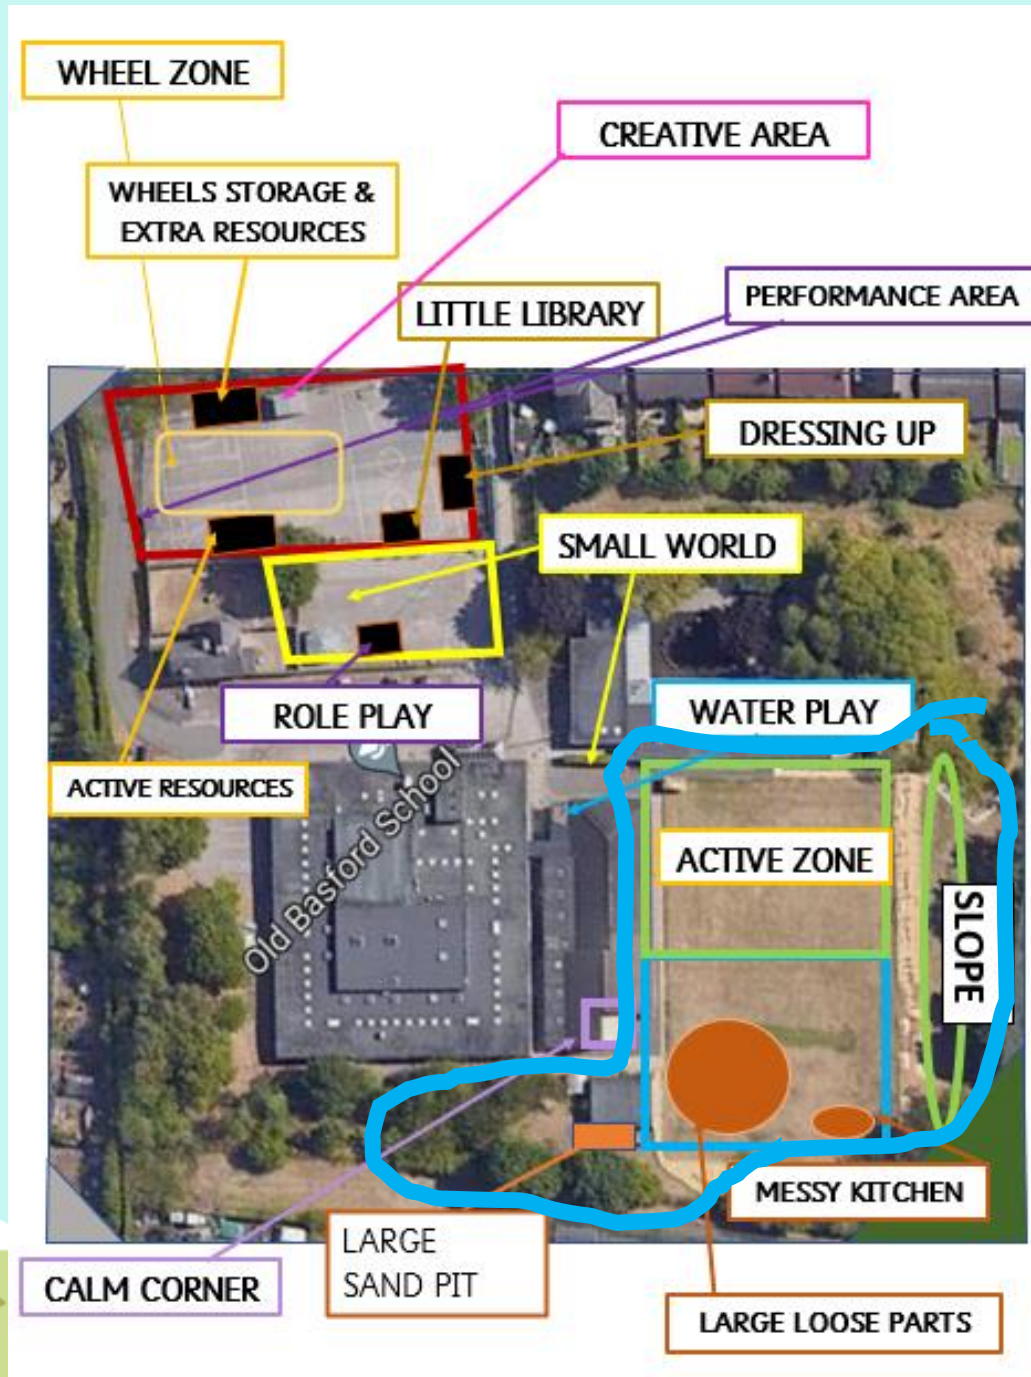 WHEEL ZONE
CREATIVE AREA
WHEELS STORAGE &
EXTRA RESOURCES
PERFORMANCE AREA
LITTLE LIBRARY
DRESSING UP
SMALL WORLD
ROLE PLAY
WATER PLAY
ACTIVE RESOURCES
Old Basford School
ACTIVE ZONE
SLOPE
MESSY KITCHEN
LARGE
SAND PIT
CALM CORNER
LARGE LOOSE PARTS